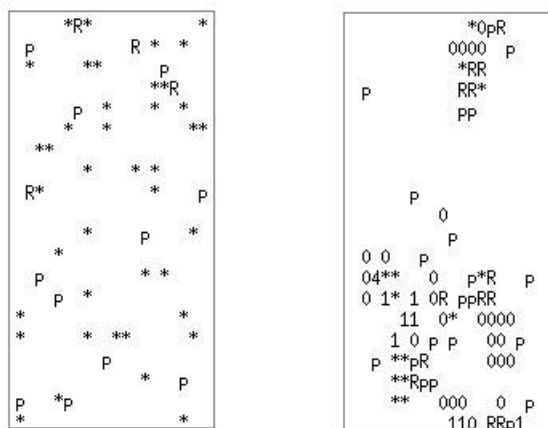 *R* *
P R * *
* ** P
**R
* * *
P
* * **
**
* * *
R* * P
* P *
*
P * *
P *
* *
* * ** *
P
* P
P *P
* *
*0pR
0000 P
*RR
P RR*
PP
P
0
P
0 0 P
04** 0 P*R P
0 1* 1 0R ppRR
11 0* 0000
1 0 P P 00 P
P **pR 000
**Rpp
** 000 0 P
110 RRp1